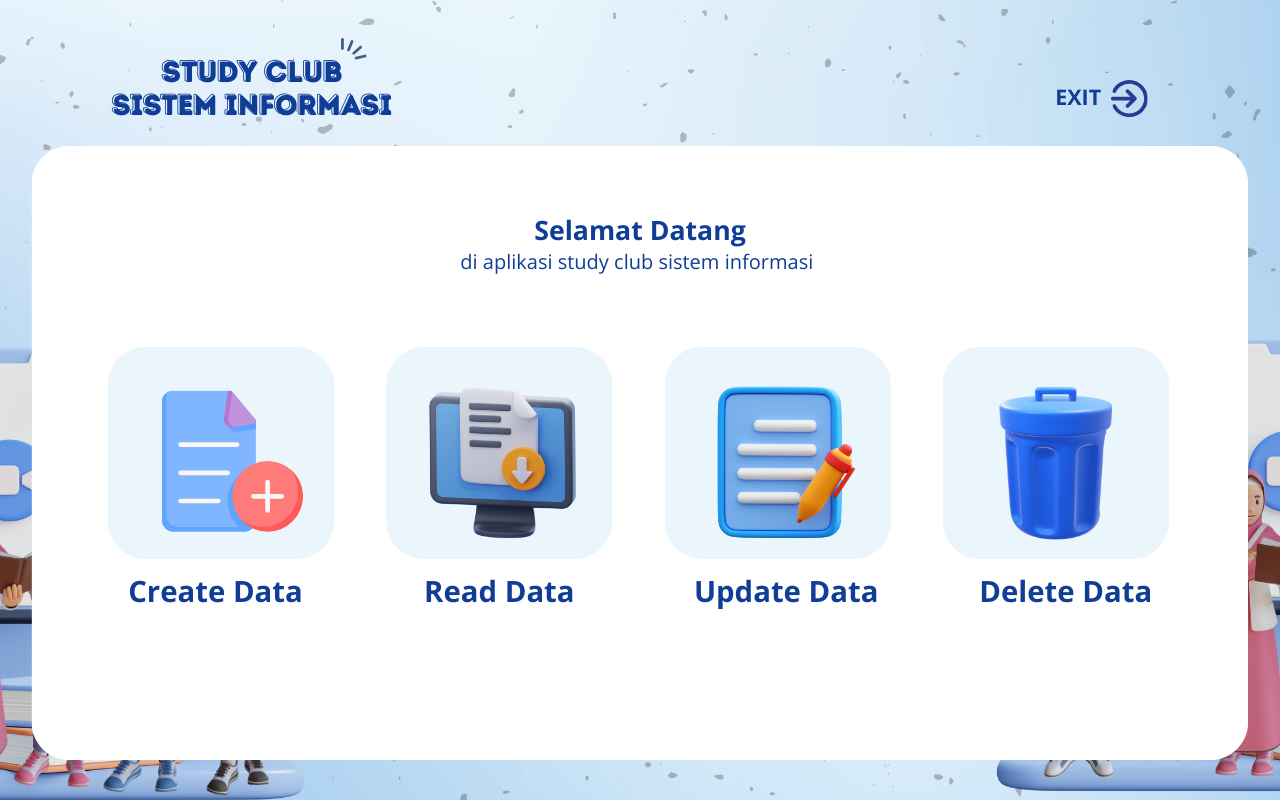 STUDY CLUB
SISTEM INFORMASI
EXIT
Selamat Datang
di aplikasi study club sistem informasi
Create Data
Read Data
Update Data
Delete Data